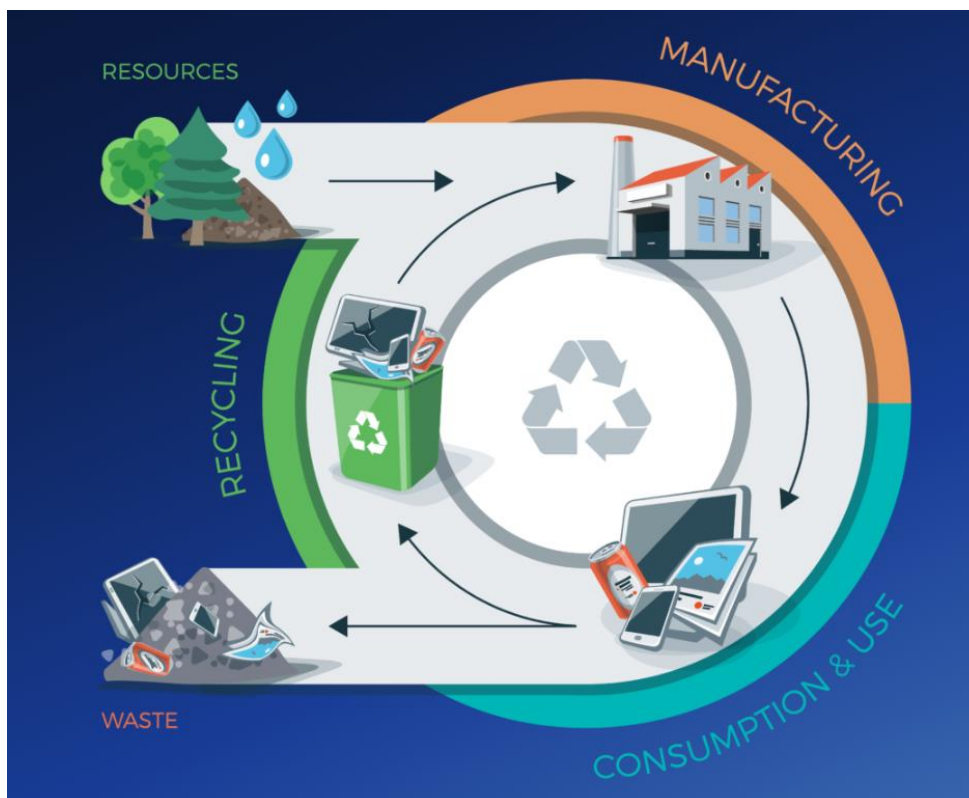 RESOURCES
MANUFACTURING
RECYCLING
WASTE
CONSUMPTION & USE